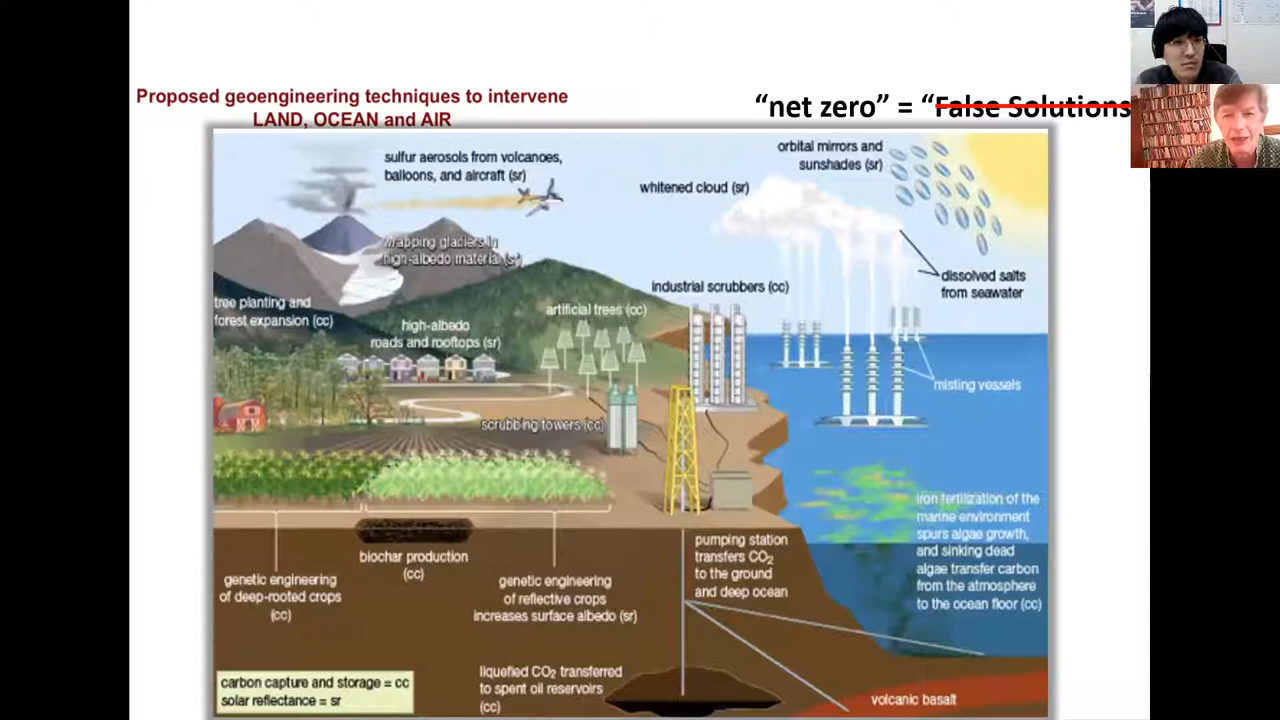 Proposed geoengineering techniques to intervene
LAND, OCEAN and AIR
“net zero” = “False Solutions
sulfur aerosols from volcanoes,
balloons, and aircraft (sr)
orbital mirrors and
sunshades (sr)
whitened cloud (sr)
wrapping glaciers in
high-albedo material (sr)
dissolved salts
from seawater
industrial scrubbers (cc)
tree planting and
forest expansion (cc)
artificial trees (cc)
high-albedo
roads and rooftops (sr)
misting vessels
scrubbing towers (cc)
iron fertilization of the
marine environment
spurs algae growth,
and sinking dead
algae transfer carbon
from the atmosphere
to the ocean floor (cc)
pumping station
transfers CO2
to the ground
and deep ocean
biochar production
(cc)
genetic engineering
of deep-rooted crops
(cc)
genetic engineering
of reflective crops
increases surface albedo (sr)
liquefied CO2 transferred
to spent oil reservoirs
(cc)
volcanic basalt
carbon capture and storage = cc
solar reflectance = sr